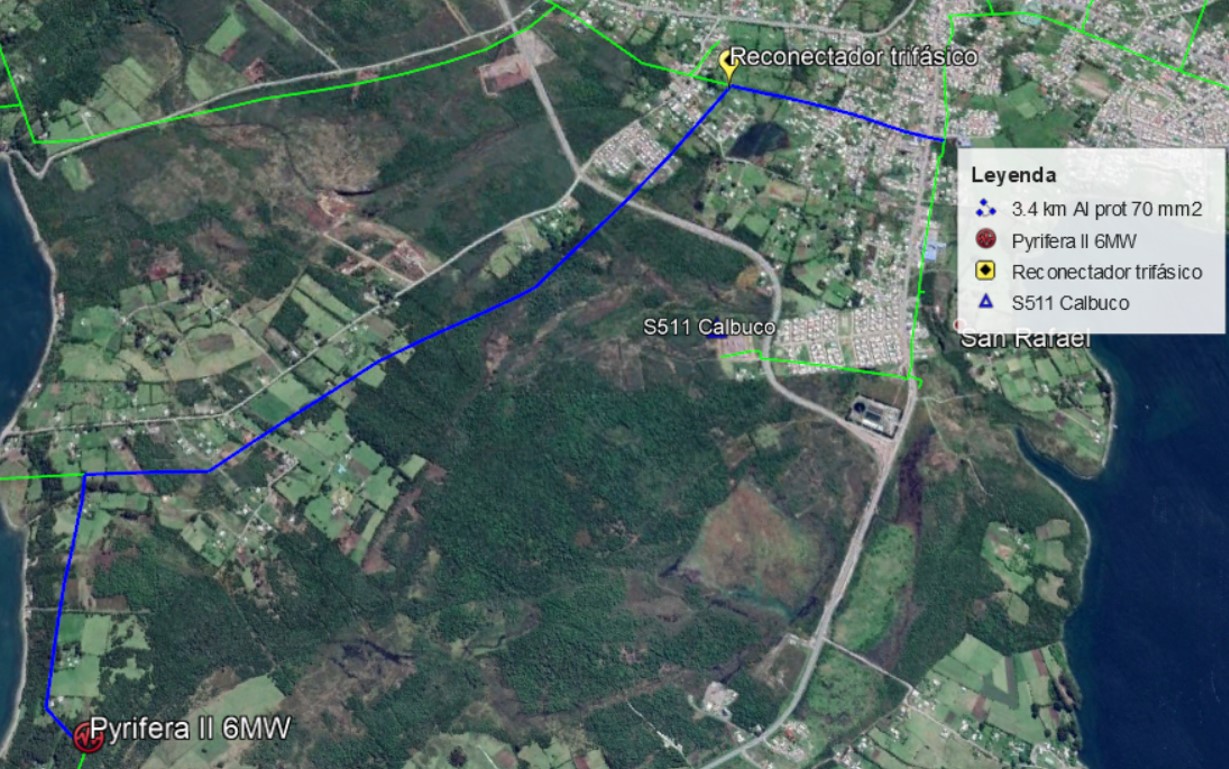 Reconectador trifásico
Leyenda
3.4 km Al prot 70 mm2
Pyrifera II 6MW
Reconectador trifásico
S511 Calbuco
S511 Calbuco
San Rafael
Pyrifera II 6MW